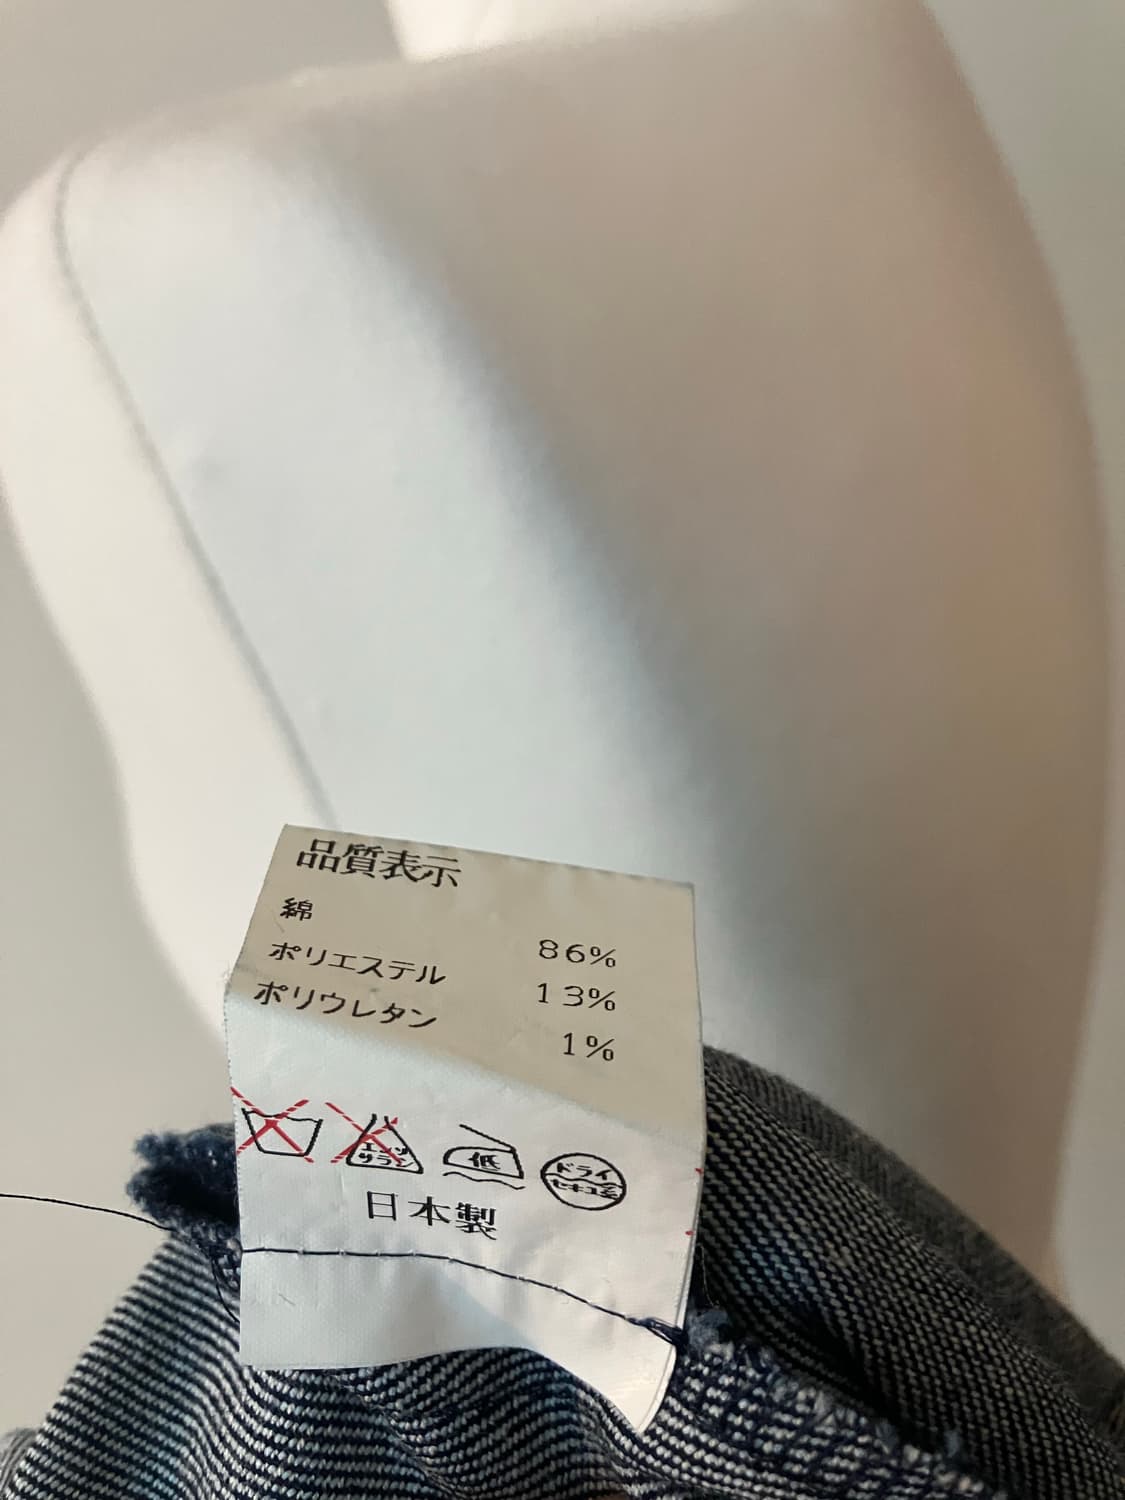 品質表示
綿 86%
ポリエステル 13%
ポリウレタン 1%
エンソ サラシ 低 ドライ セキユ系
日本製